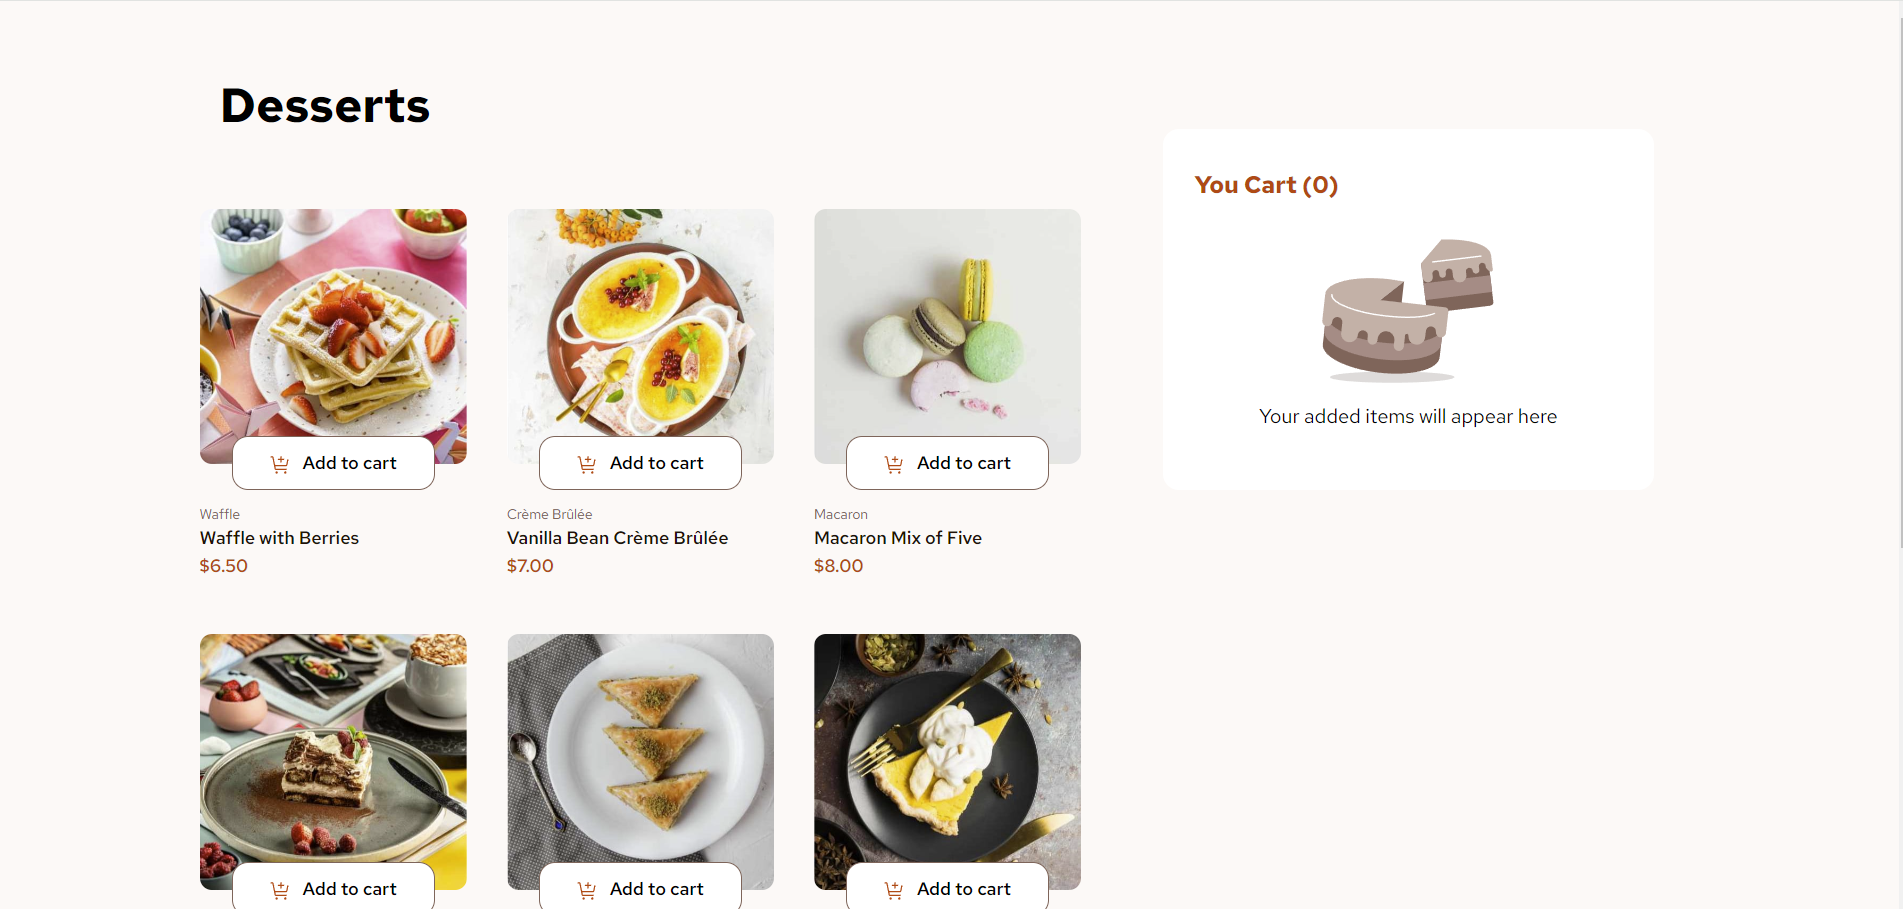 Desserts
You Cart (0)
Your added items will appear here
Add to cart
Add to cart
Add to cart
Waffle
Waffle with Berries
$6.50
Crème Brûlée
Vanilla Bean Crème Brûlée
$7.00
Macaron
Macaron Mix of Five
$8.00
Add to cart
Add to cart
Add to cart